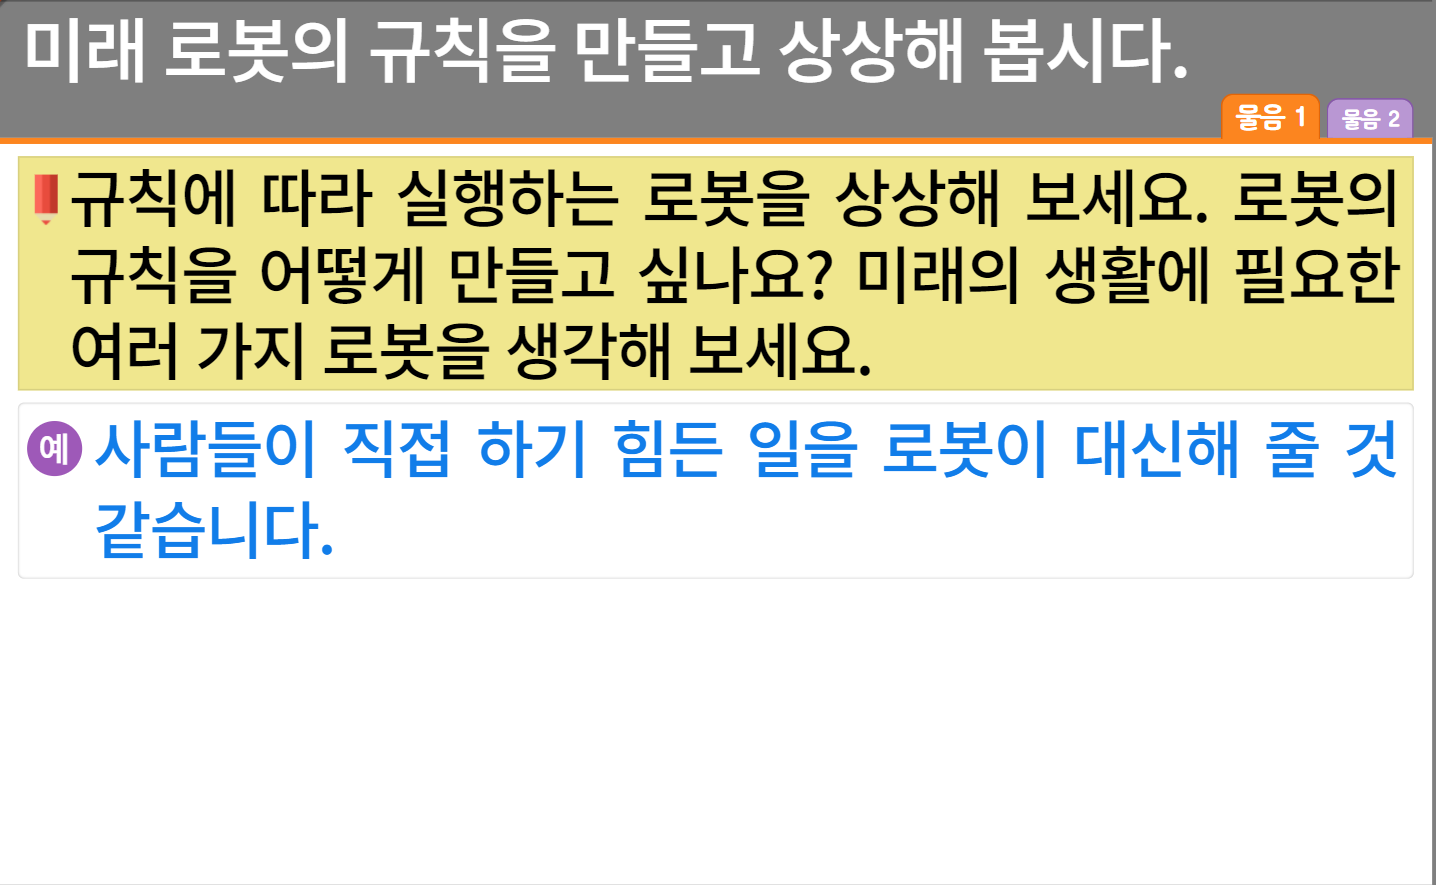 미래 로봇의 규칙을 만들고 상상해 봅시다.
물음 1 물음 2
규칙에 따라 실행하는 로봇을 상상해 보세요. 로봇의
규칙을 어떻게 만들고 싶나요? 미래의 생활에 필요한
여러 가지 로봇을 생각해 보세요.
예 사람들이 직접 하기 힘든 일을 로봇이 대신해 줄 것
같습니다.